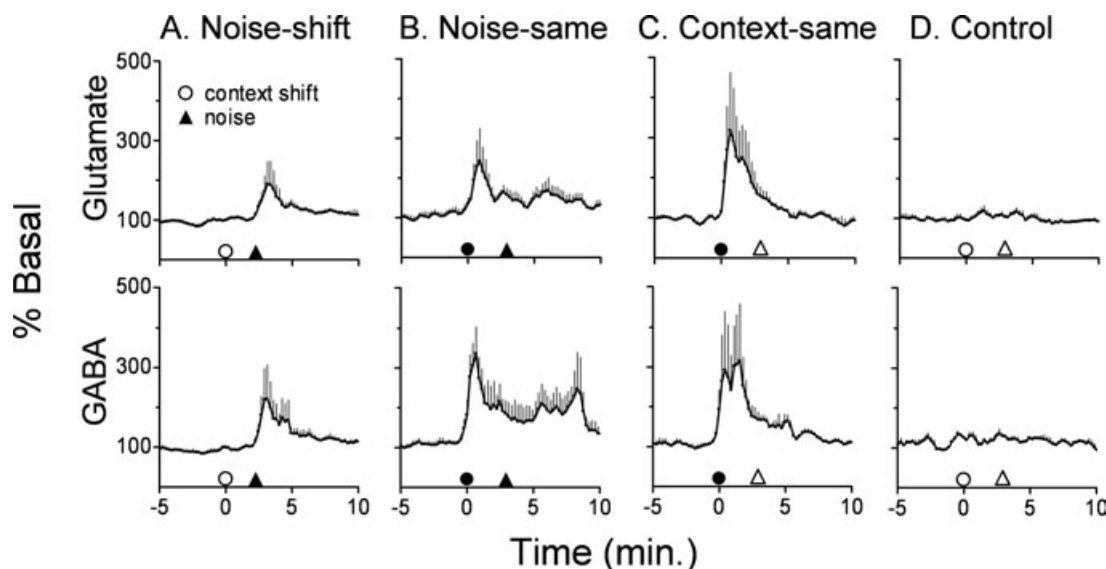 A. Noise-shift B. Noise-same C. Context-same D. Control
500
context shift
noise
300
100
Glutamate
% Basal
500
300
100
GABA
-5 0 5 10 -5 0 5 10 -5 0 5 10 -5 0 5 10
Time (min.)